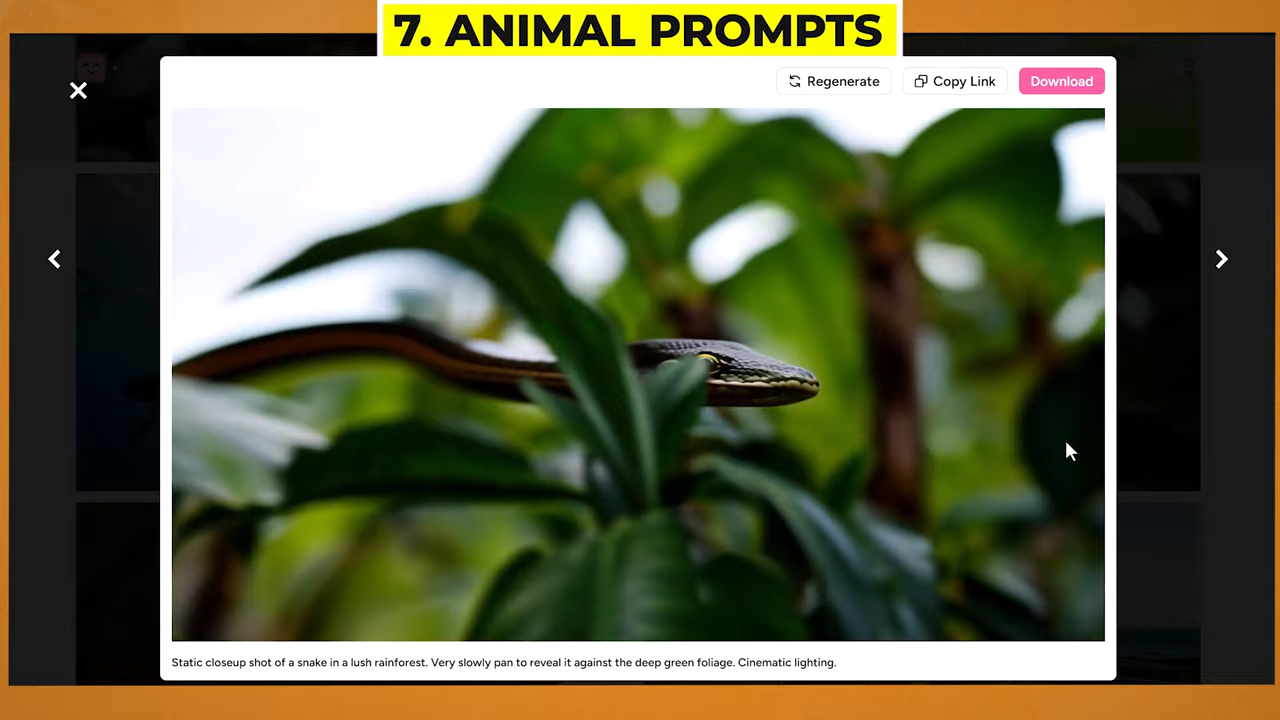 7. ANIMAL PROMPTS
Regenerate
Copy Link
Download
Static closeup shot of a snake in a lush rainforest. Very slowly pan to reveal it against the deep green foliage. Cinematic lighting.